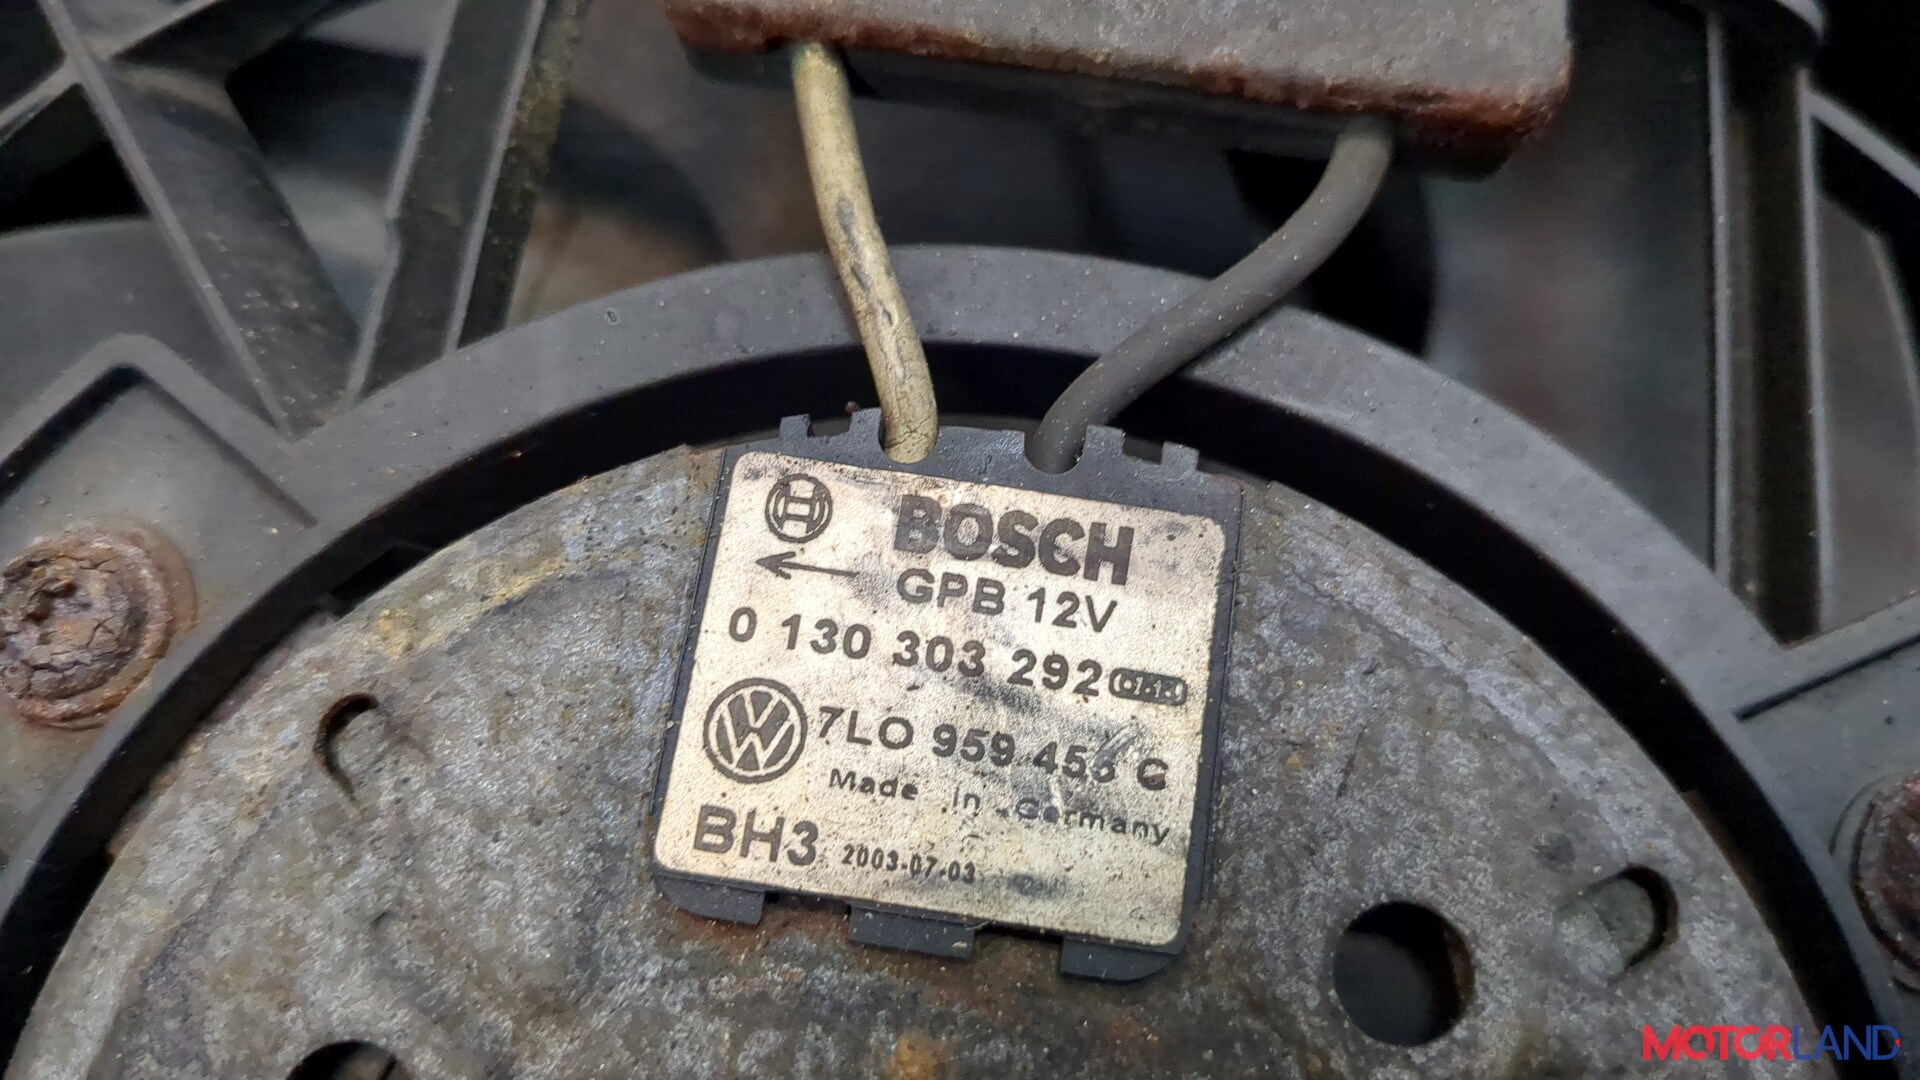 BOSCH
GPB 12V
0 130 303 292
7LO 959 455 C
Made in Germany
BH3 2003-07-03
MOTORLAND